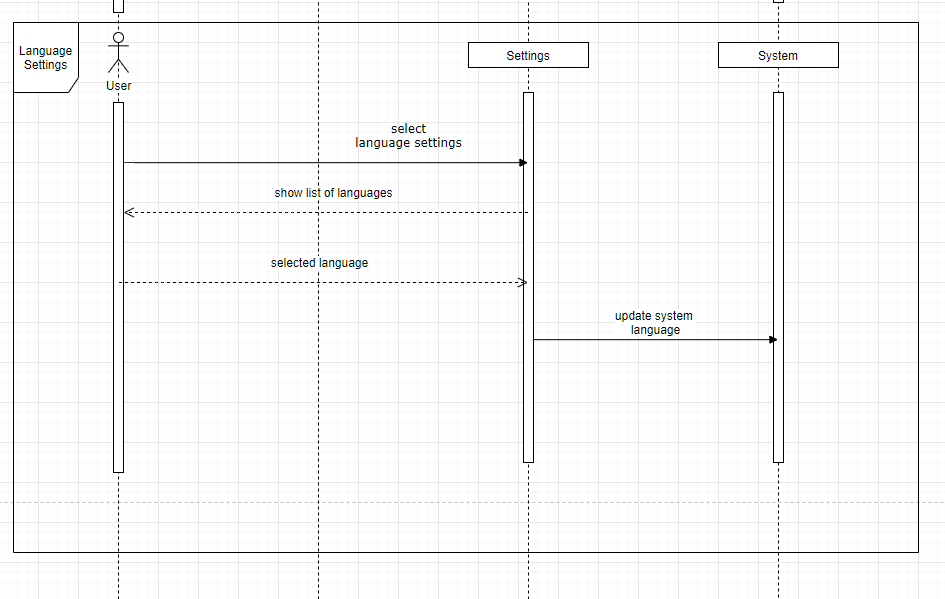 Language
Settings
User
Settings
System
select
language settings
show list of languages
selected language
update system
language